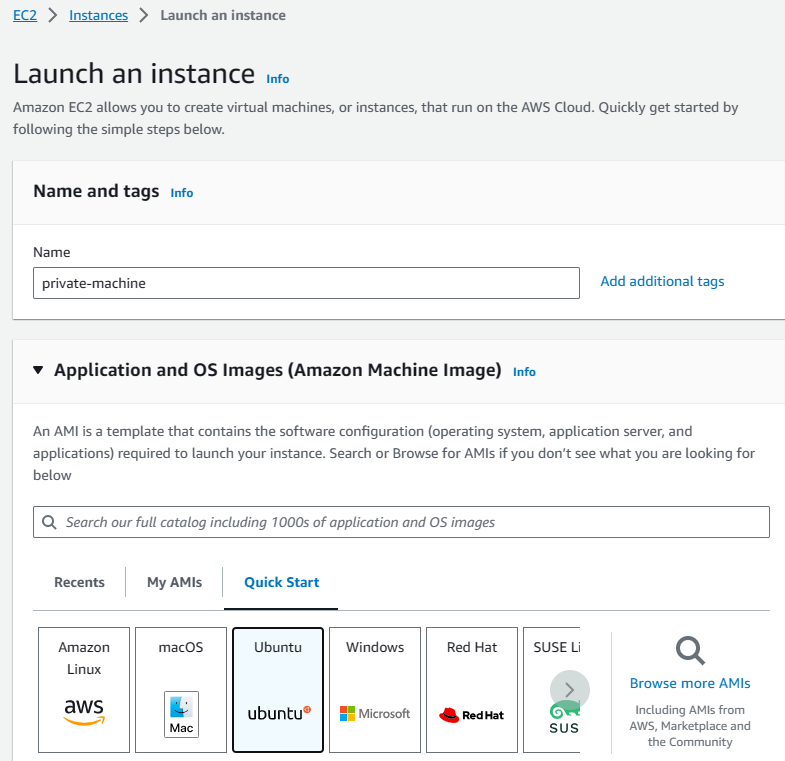 EC2 > Instances > Launch an instance
Launch an instance Info
Amazon EC2 allows you to create virtual machines, or instances, that run on the AWS Cloud. Quickly get started by
following the simple steps below.
Name and tags Info
Name
private-machine
Add additional tags
Application and OS Images (Amazon Machine Image) Info
An AMI is a template that contains the software configuration (operating system, application server, and
applications) required to launch your instance. Search or Browse for AMIs if you don’t see what you are looking for
below
Search our full catalog including 1000s of application and OS images
Recents
My AMIs
Quick Start
Amazon
Linux
aws
macOS
Mac
Ubuntu
ubuntu
Windows
Microsoft
Red Hat
Red Hat
SUSE Li
SUS
Browse more AMIs
Including AMIs from
AWS, Marketplace and
the Community